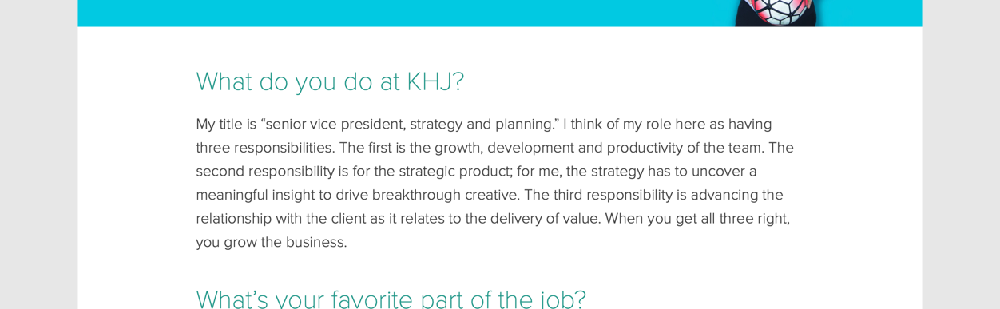 What do you do at KHJ?
My title is “senior vice president, strategy and planning.” I think of my role here as having
three responsibilities. The first is the growth, development and productivity of the team. The
second responsibility is for the strategic product; for me, the strategy has to uncover a
meaningful insight to drive breakthrough creative. The third responsibility is advancing the
relationship with the client as it relates to the delivery of value. When you get all three right,
you grow the business.
What’s your favorite part of the job?